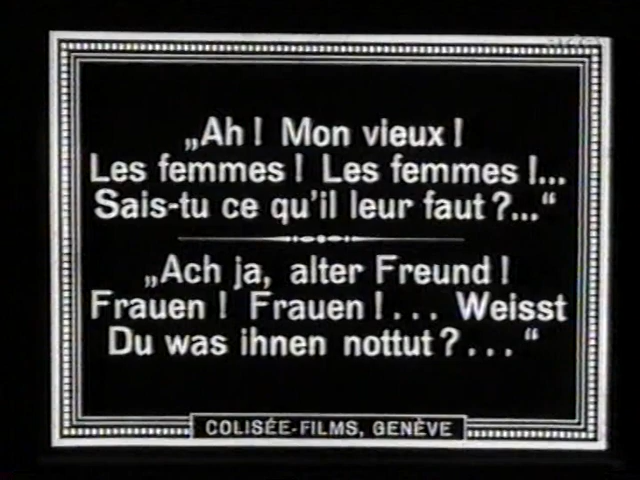 „Ah! Mon vieux!
Les femmes! Les femmes!...
Sais-tu ce qu'il leur faut?...“
„Ach ja, alter Freund!
Frauen! Frauen!... Weisst
Du was ihnen nottut?...“
COLISÉE-FILMS, GENÈVE